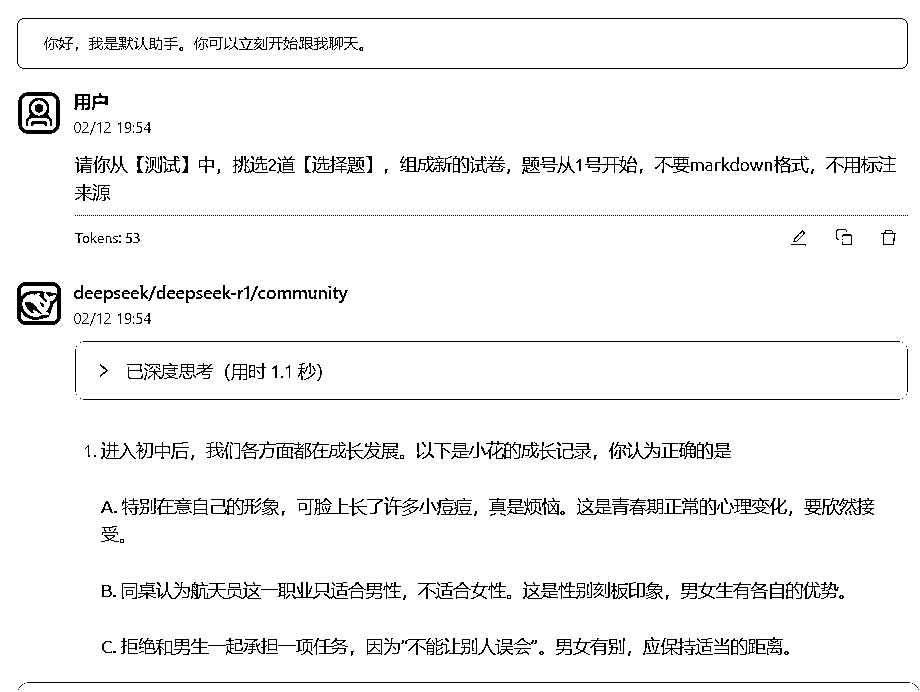 你好，我是默认助手。你可以立刻开始跟我聊天。
用户
02/12 19:54
请你从【测试】中，挑选2道【选择题】，组成新的试卷，题号从1号开始，不要markdown格式，不用标注
来源
Tokens: 53
deepseek/deepseek-r1/community
02/12 19:54
已深度思考（用时 1.1 秒）
1. 进入初中后，我们各方面都在成长发展。以下是小花的成长记录，你认为正确的是
A. 特别在意自己的形象，可脸上长了许多小痘痘，真是烦恼。这是青春期正常的心理变化，要欣然接
受。
B. 同桌认为航天员这一职业只适合男性，不适合女性。这是性别刻板印象，男女生有各自的优势。
C. 拒绝和男生一起承担一项任务，因为"不能让别人误会"。男女有别，应保持适当的距离。